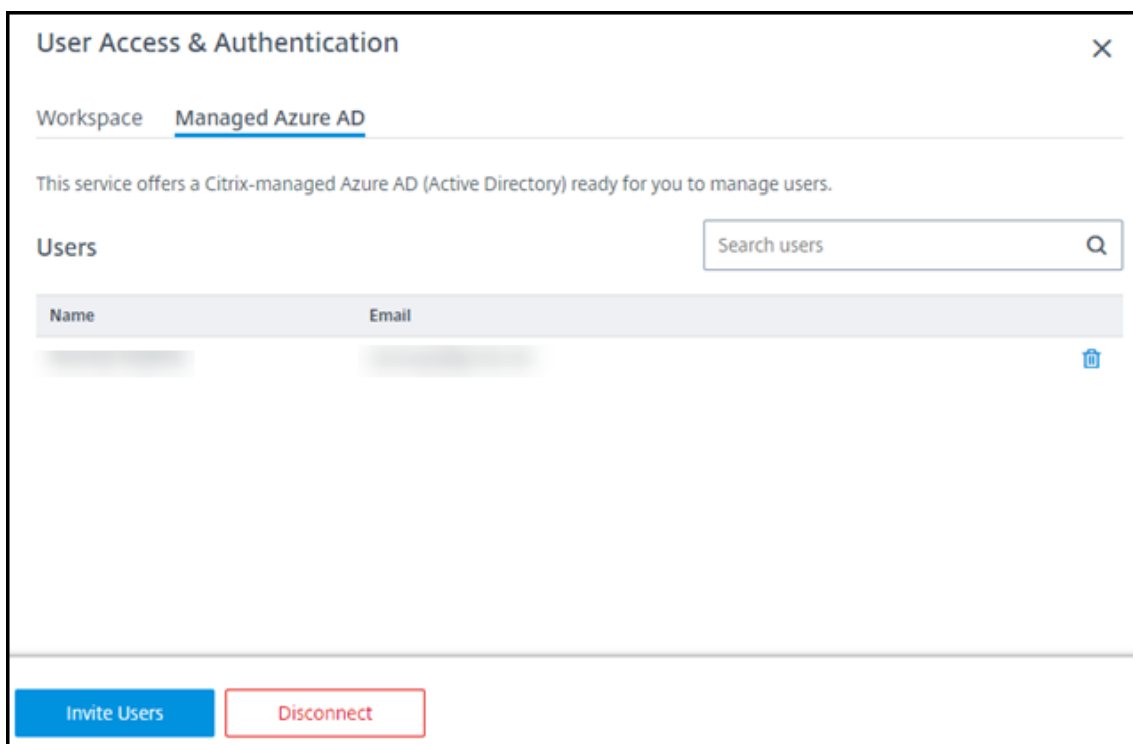 User Access & Authentication
Workspace Managed Azure AD
This service offers a Citrix-managed Azure AD (Active Directory) ready for you to manage users.
Users
Search users
Name Email
Invite Users Disconnect